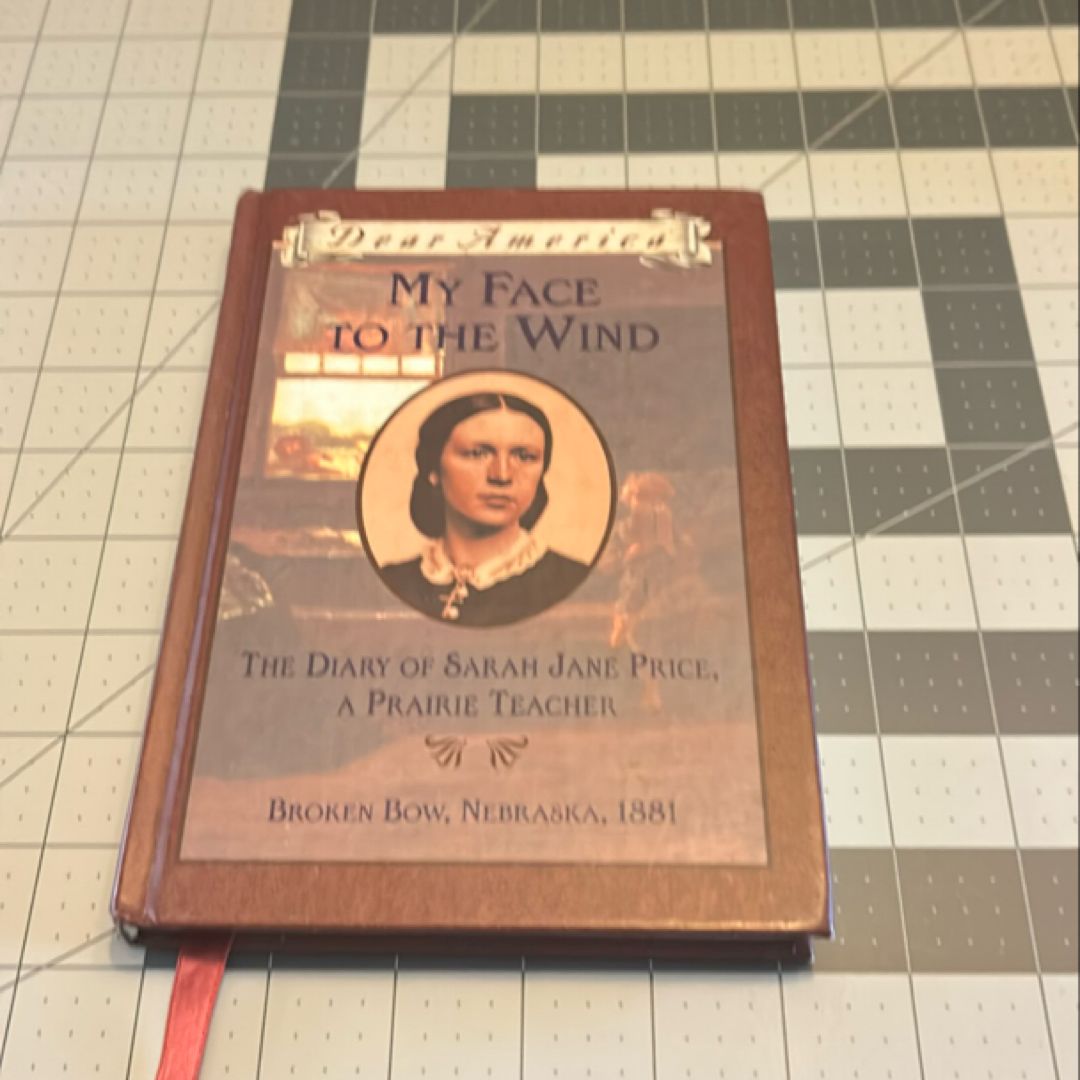 Dear America
My Face
to the Wind
The Diary of Sarah Jane Price,
a Prairie Teacher
Broken Bow, Nebraska, 1881